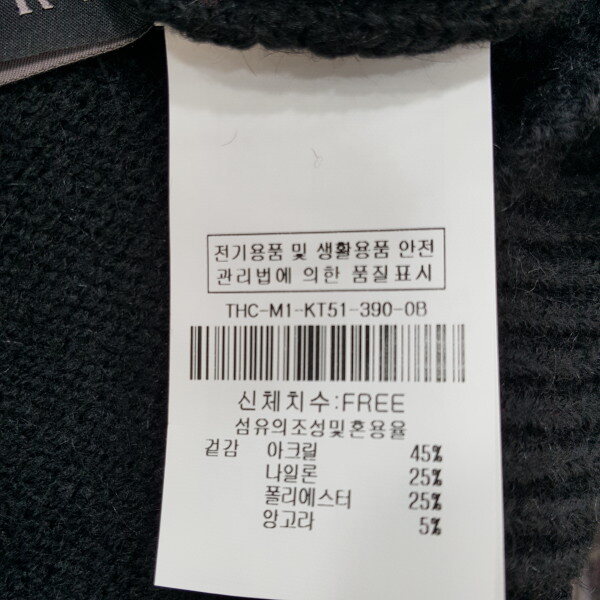 전기용품 및 생활용품 안전
관리법에 의한 품질표시
THC-M1-KT51-390-0B
신체치수:FREE
섬유의조성및혼용율
겉감 아크릴 45%
나일론 25%
폴리에스터 25%
앙고라 5%